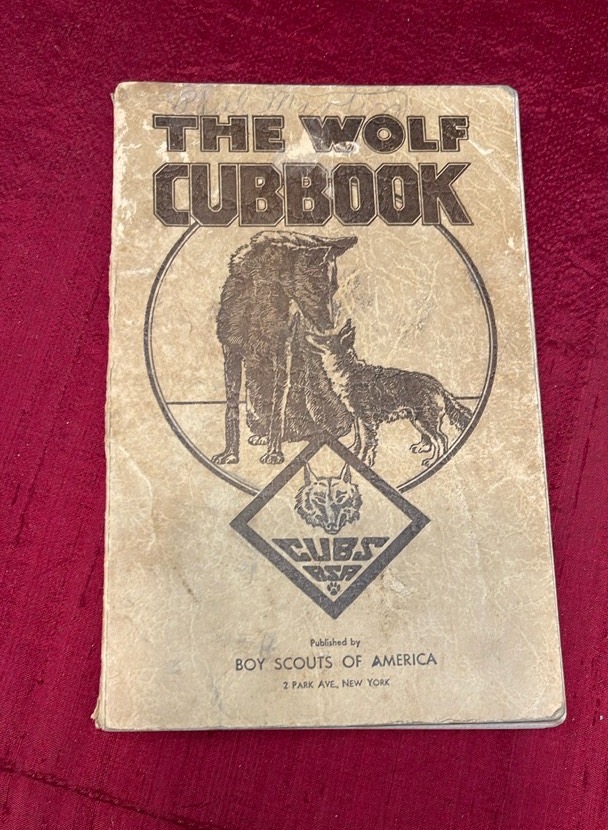 THE WOLF
CUBBOOK
CUBS
BSA
Published by
BOY SCOUTS OF AMERICA
2 PARK AVE., NEW YORK